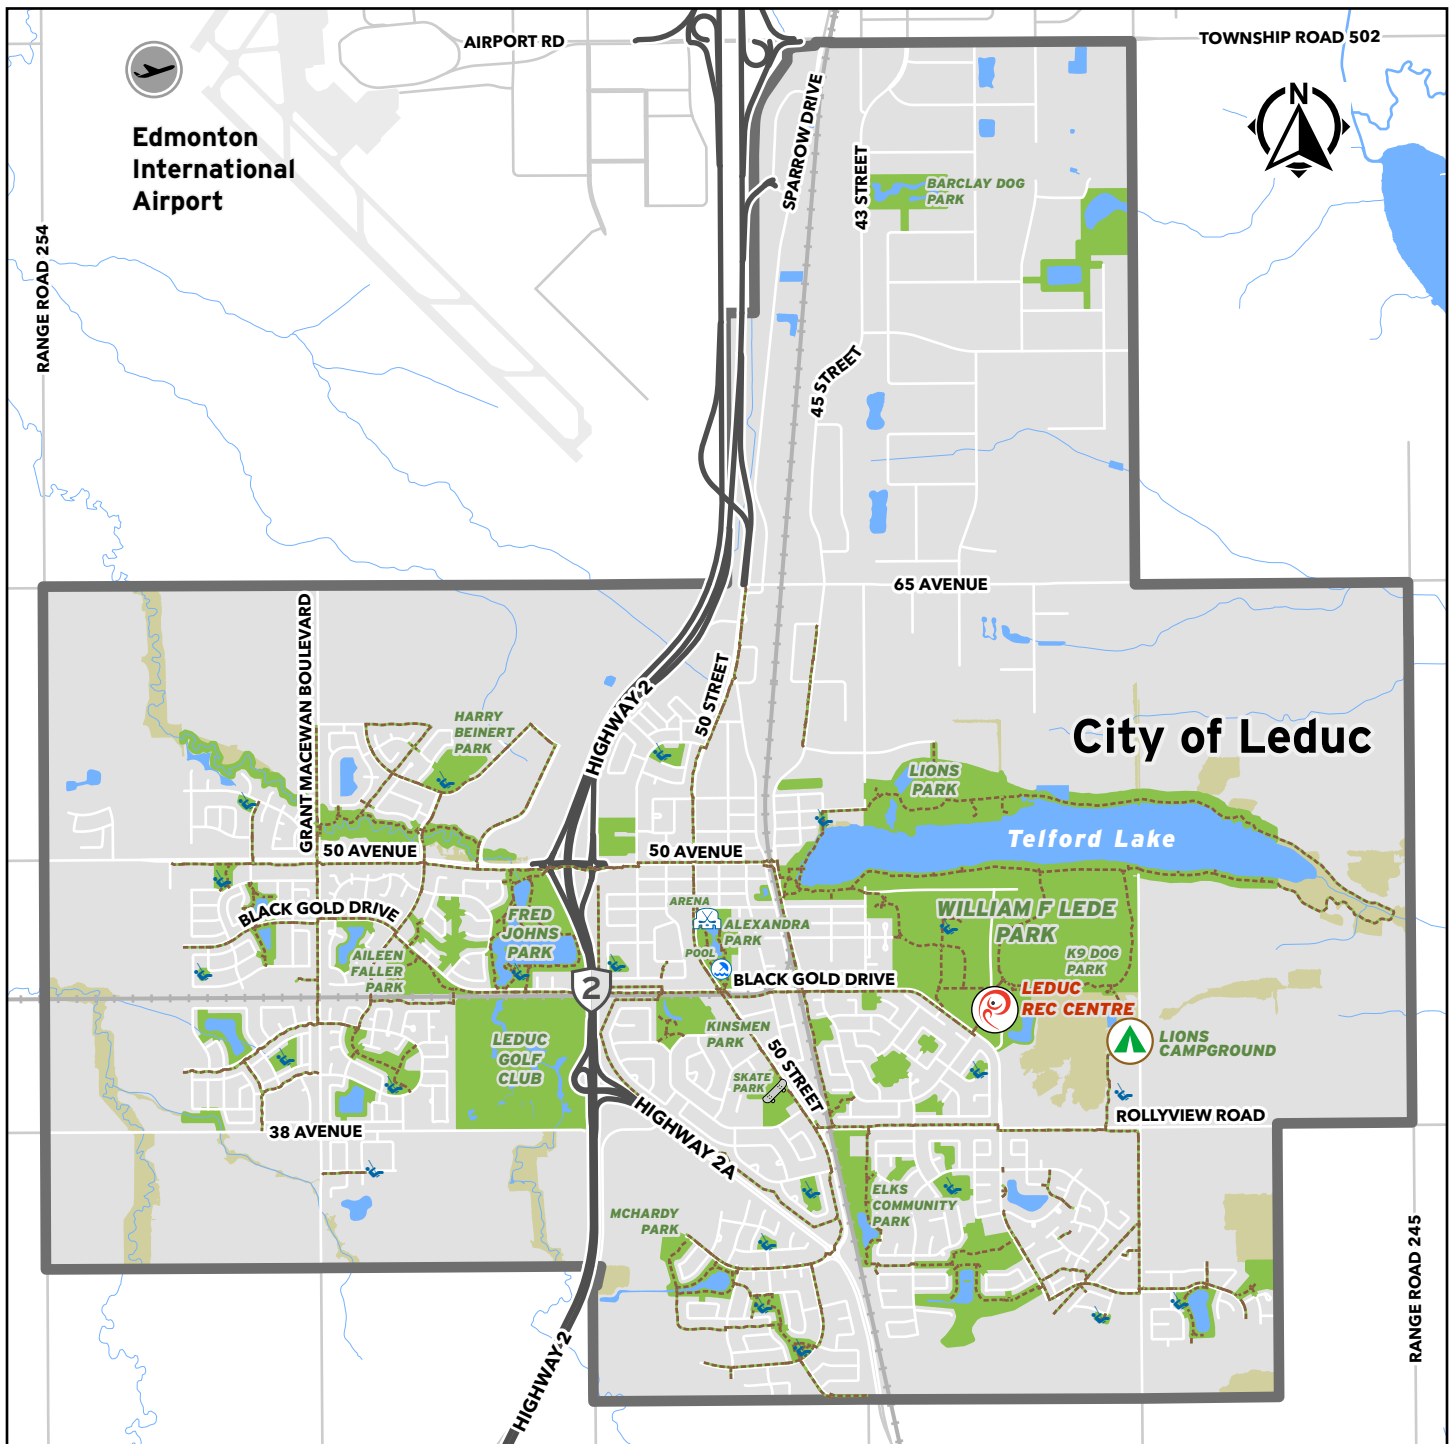 AIRPORT RD
TOWNSHIP ROAD 502
N
Edmonton
International
Airport
SPARROW DRIVE
43 STREET
BARCLAY DOG
PARK
RANGE ROAD 254
45 STREET
65 AVENUE
GRANT MACEWAN BOULEVARD
HARRY
BEINERT
PARK
HIGHWAY 2
50 STREET
City of Leduc
LIONS
PARK
Telford Lake
50 AVENUE
50 AVENUE
BLACK GOLD DRIVE
FRED
JOHNS
PARK
ARENA
ALEXANDRA
PARK
POOL
WILLIAM F LEDE
PARK
K9 DOG
PARK
AILEEN
FALLER
PARK
BLACK GOLD DRIVE
2
LEDUC
REC CENTRE
LEDUC
GOLF
CLUB
KINSMEN
PARK
50 STREET
SKATE
PARK
LIONS
CAMPGROUND
HIGHWAY 2A
ROLLYVIEW ROAD
38 AVENUE
ELKS
COMMUNITY
PARK
MCHARDY
PARK
RANGE ROAD 245
HIGHWAY 2